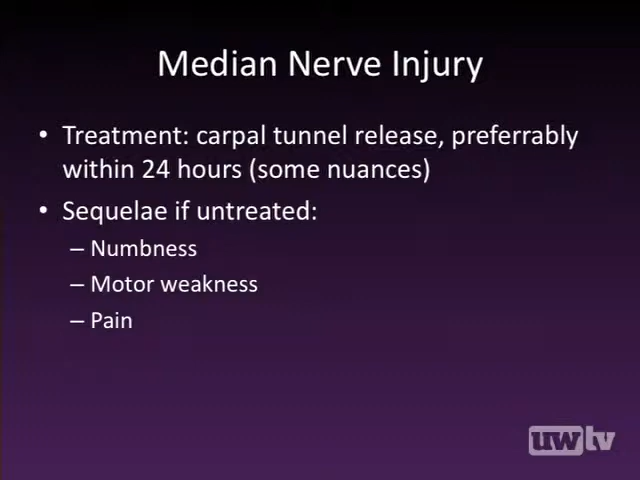 Median Nerve Injury
• Treatment: carpal tunnel release, preferrably
within 24 hours (some nuances)
• Sequelae if untreated:
– Numbness
– Motor weakness
– Pain
uwtv